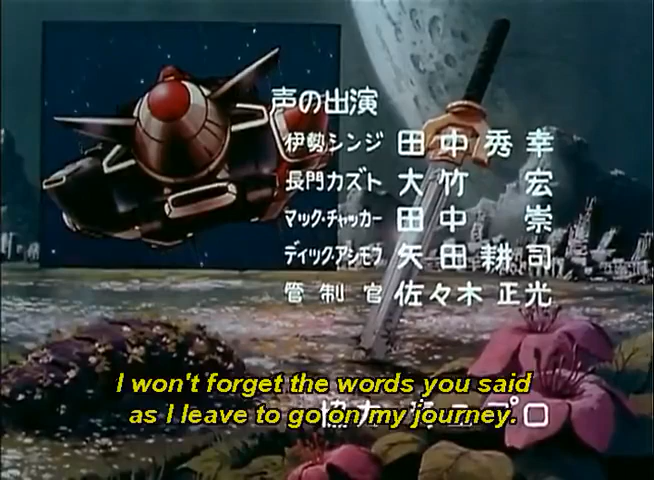 声の出演
伊勢シンジ 田中秀幸
長門カズト 大竹 宏
マック・チャッカー 田中 崇
ディック・アシモフ 矢田耕司
管制官 佐々木正光
I won't forget the words you said
as I leave to go on my journey.
プロ